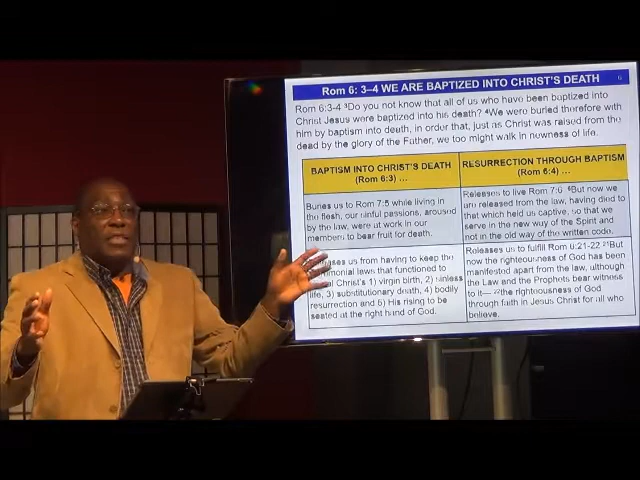 Rom 6: 3–4 WE ARE BAPTIZED INTO CHRIST'S DEATH 6
Rom 6:3-4 ³Do you not know that all of us who have been baptized into
Christ Jesus were baptized into his death? ⁴We were buried therefore with
him by baptism into death, in order that, just as Christ was raised from the
dead by the glory of the Father, we too might walk in newness of life.
BAPTISM INTO CHRIST'S DEATH
(Rom 6:3) ...
RESURRECTION THROUGH BAPTISM
(Rom 6:4) ...
Buries us to Rom 7:5 while living in
the flesh, our sinful passions, aroused
by the law, were at work in our
members to bear fruit for death.
Releases to live Rom 7:6 ⁶But now we
are released from the law, having died to
that which held us captive, so that we
serve in the new way of the Spirit and
not in the old way of the written code.
us from having to keep the
laws that functioned to
Christ's 1) virgin birth, 2) sinless
life, 3) substitutionary death, 4) bodily
resurrection and 5) His rising to be
seated at the right hand of God.
Releases us to fulfill Rom 6:21-22 ²¹But
now the righteousness of God has been
manifested apart from the law, although
the Law and the Prophets bear witness
to it— ²²the righteousness of God
through faith in Jesus Christ for all who
believe.